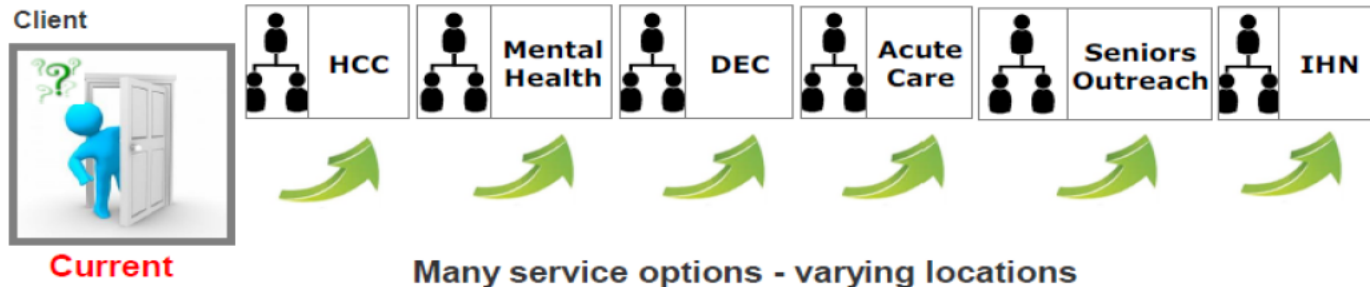 Client
HCC
Mental
Health
DEC
Acute
Care
Seniors
Outreach
IHN
???
Current
Many service options - varying locations